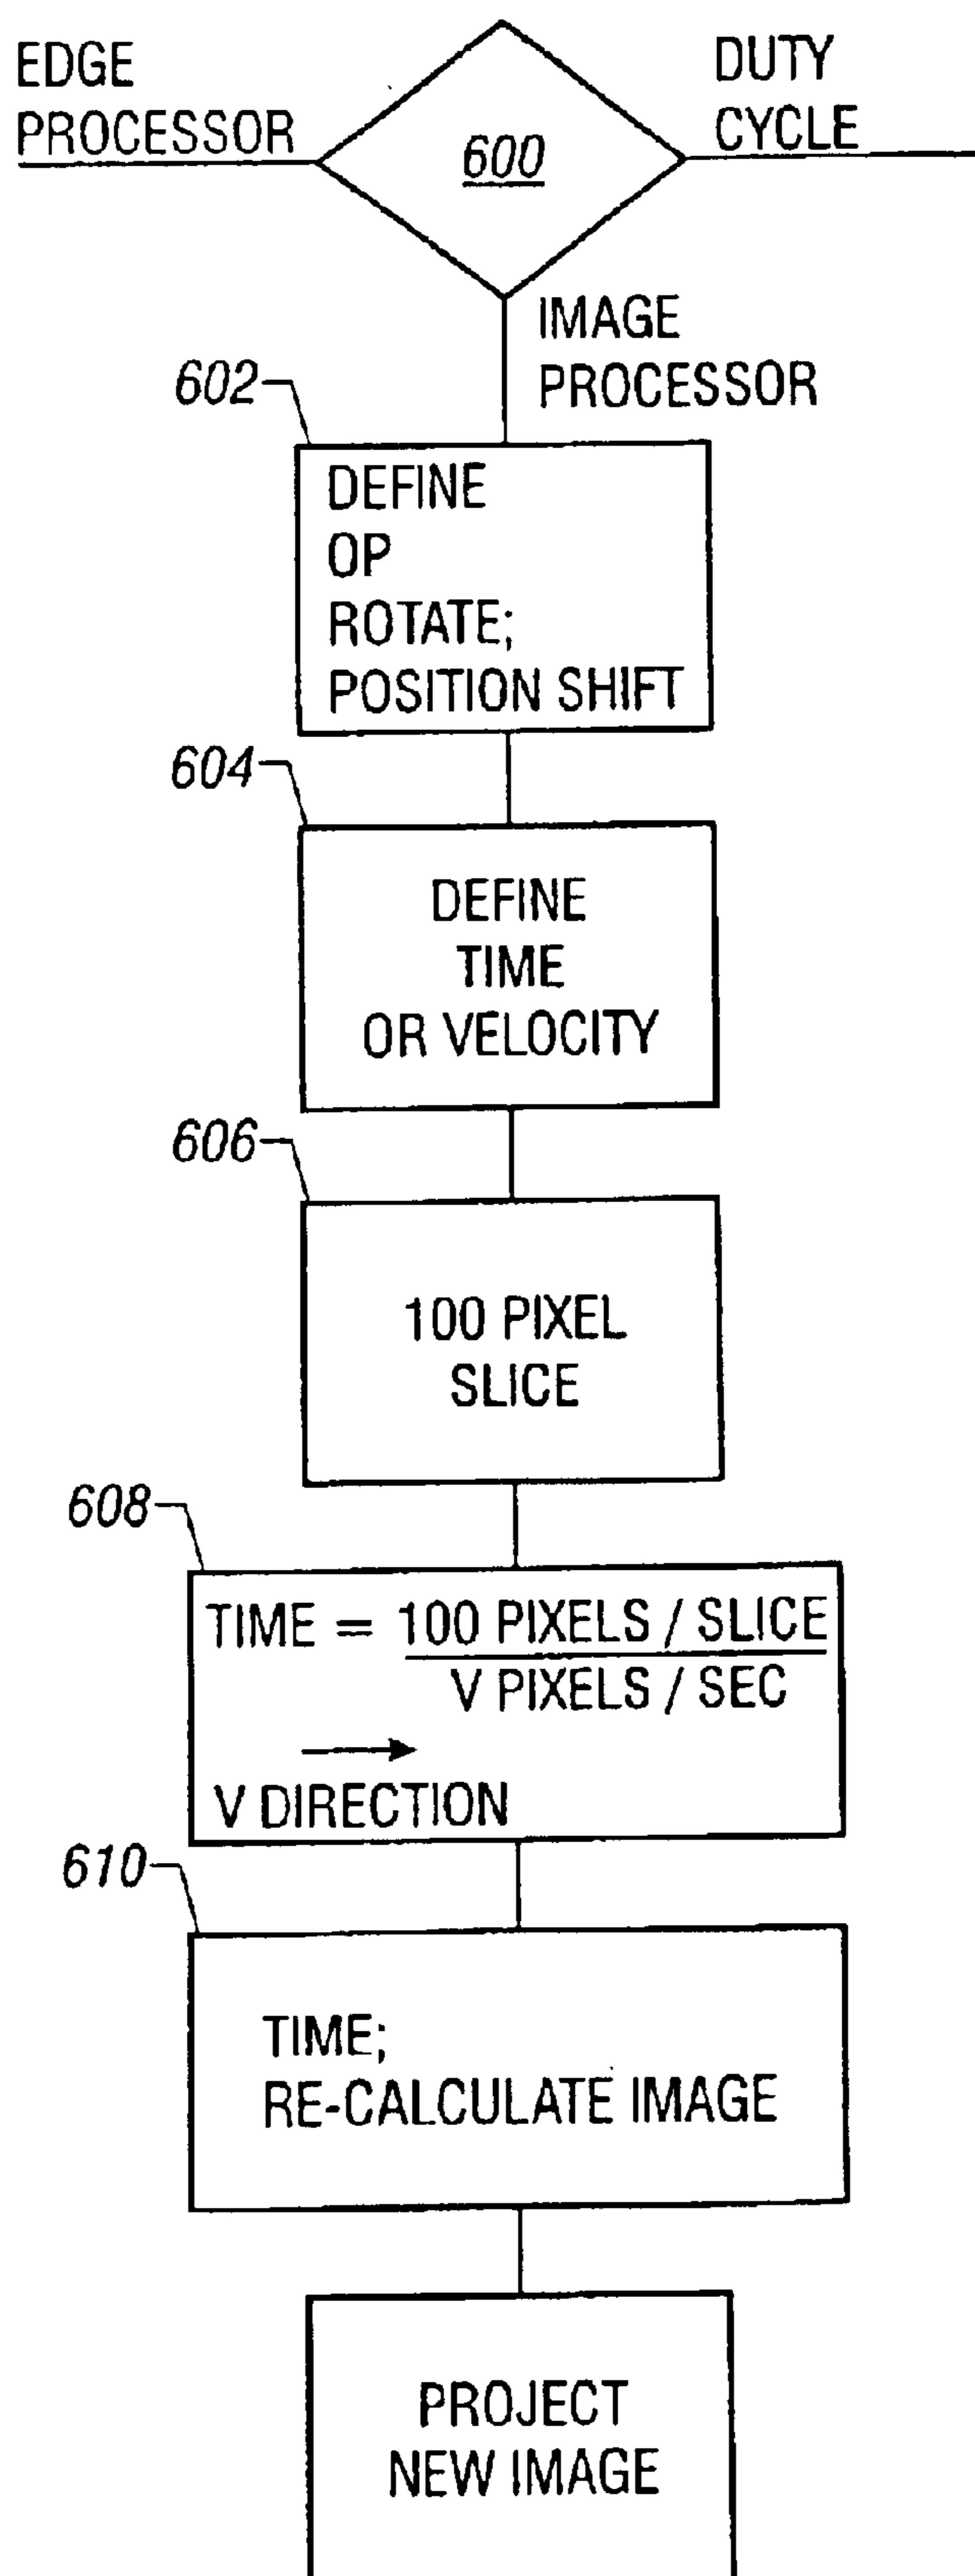 EDGE
PROCESSOR
600
DUTY
CYCLE
IMAGE
PROCESSOR
602
DEFINE
OP
ROTATE;
POSITION SHIFT
604
DEFINE
TIME
OR VELOCITY
606
100 PIXEL
SLICE
608
TIME = 100 PIXELS / SLICE
V PIXELS / SEC
V DIRECTION
610
TIME;
RE-CALCULATE IMAGE
PROJECT
NEW IMAGE